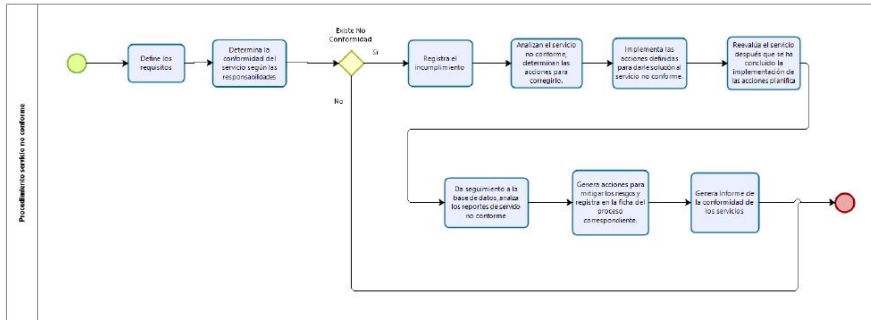 Procedimiento servicio no conforme
Define los
requisitos
Determina la
conformidad del
servicio según las
responsabilidades
Existe No
Conformidad
Si
No
Registra el
incumplimiento
Analizan el servicio
no conforme,
determinan las
acciones para
corregirlo.
Implementa las
acciones definidas
para darle solución al
servicio no conforme.
Reevalúa el servicio
después que se ha
concluido la
implementación de
las acciones planifica
Da seguimiento a la
base de datos, analiza
los reportes de servicio
no conforme
Genera acciones para
mitigar los riesgos y
registra en la ficha del
proceso
correspondiente.
Genera Informe de
la conformidad de
los servicios